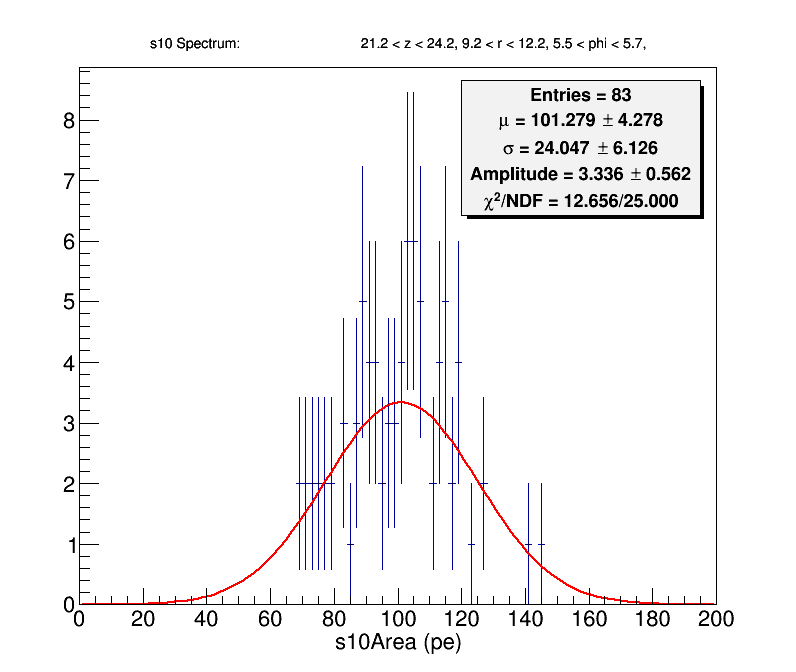 s10 Spectrum: 21.2 < z < 24.2, 9.2 < r < 12.2, 5.5 < phi < 5.7,
Entries = 83
μ = 101.279 ± 4.278
σ = 24.047 ± 6.126
Amplitude = 3.336 ± 0.562
χ²/NDF = 12.656/25.000
8
7
6
5
4
3
2
1
0
0 20 40 60 80 100 120 140 160 180 200
s10Area (pe)